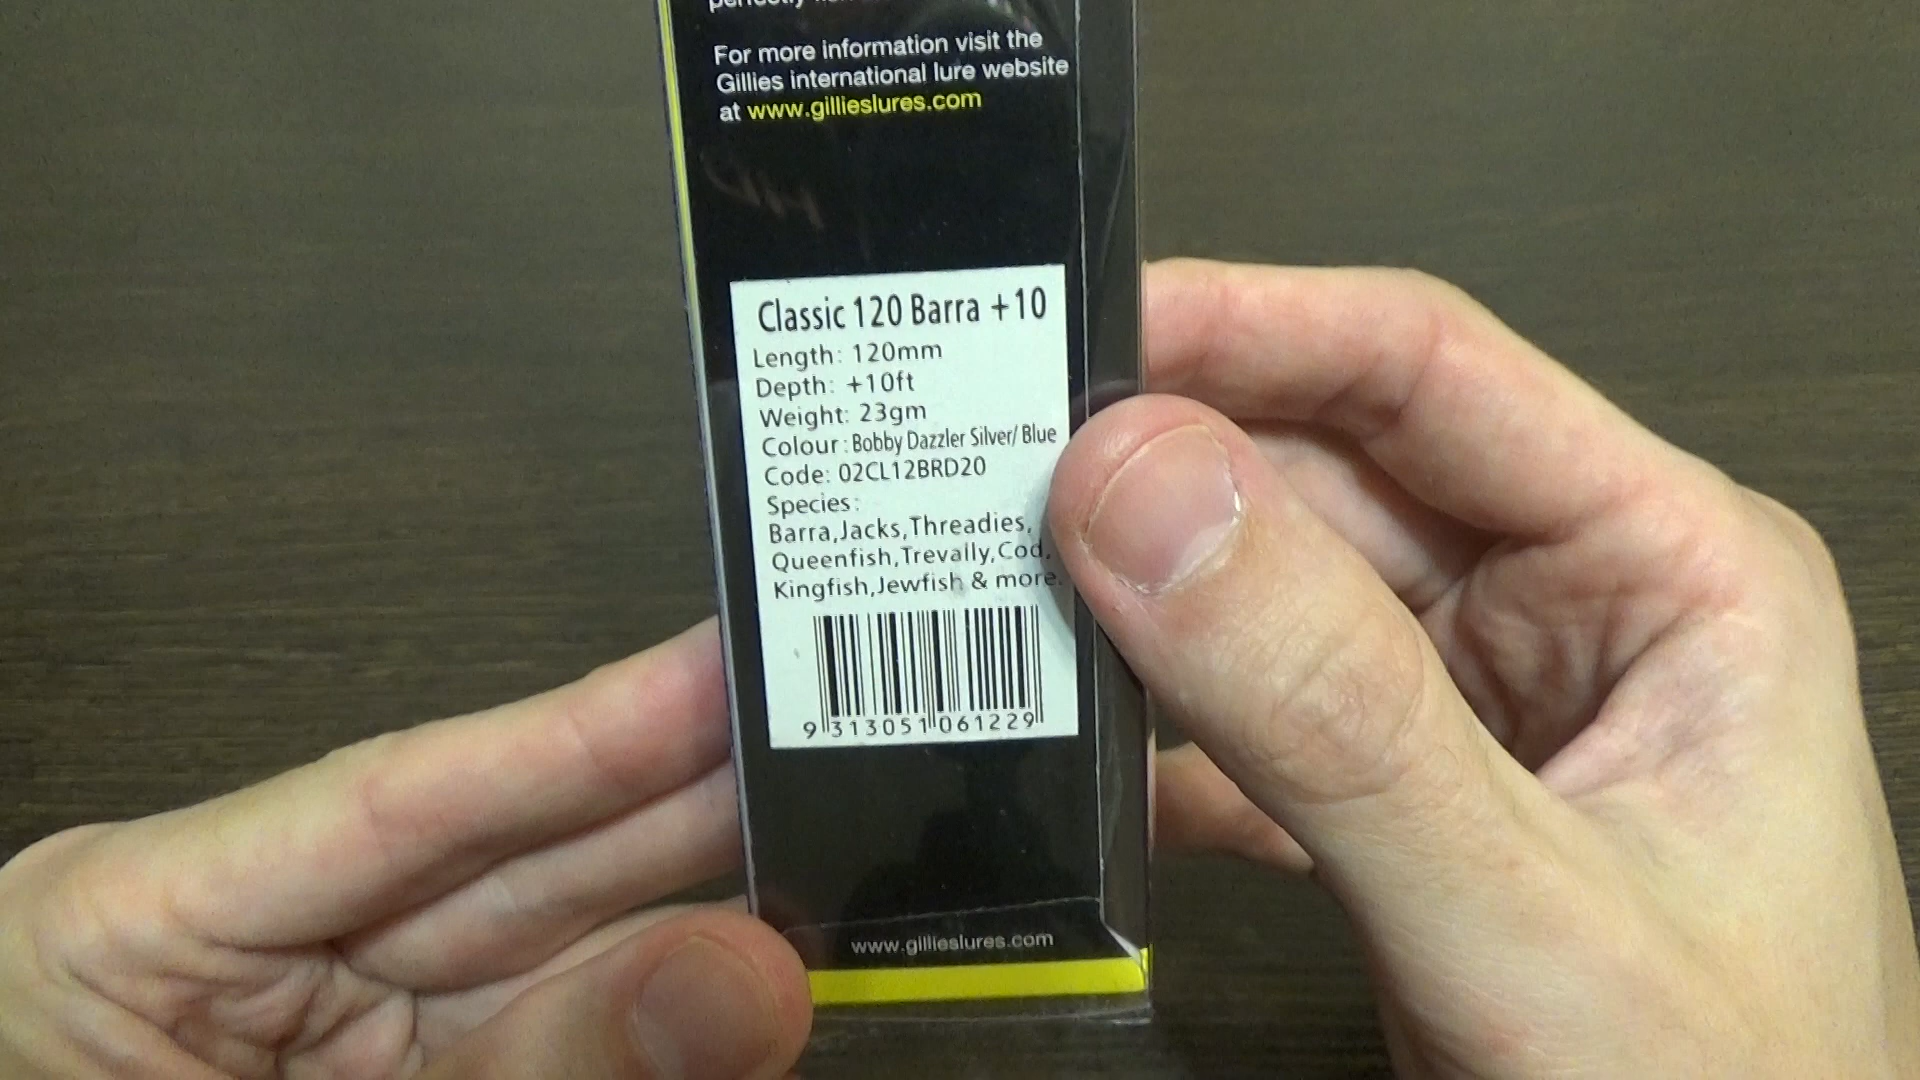 perfectly
For more information visit the
Gillies international lure website
at www.gillieslures.com
Classic 120 Barra +10
Length: 120mm
Depth: +10ft
Weight: 23gm
Colour: Bobby Dazzler Silver/ Blue
Code: 02CL12BRD20
Species:
Barra,Jacks,Threadies,
Queenfish,Trevally,Cod,
Kingfish,Jewfish & more.
9 313051 061229
www.gillieslures.com